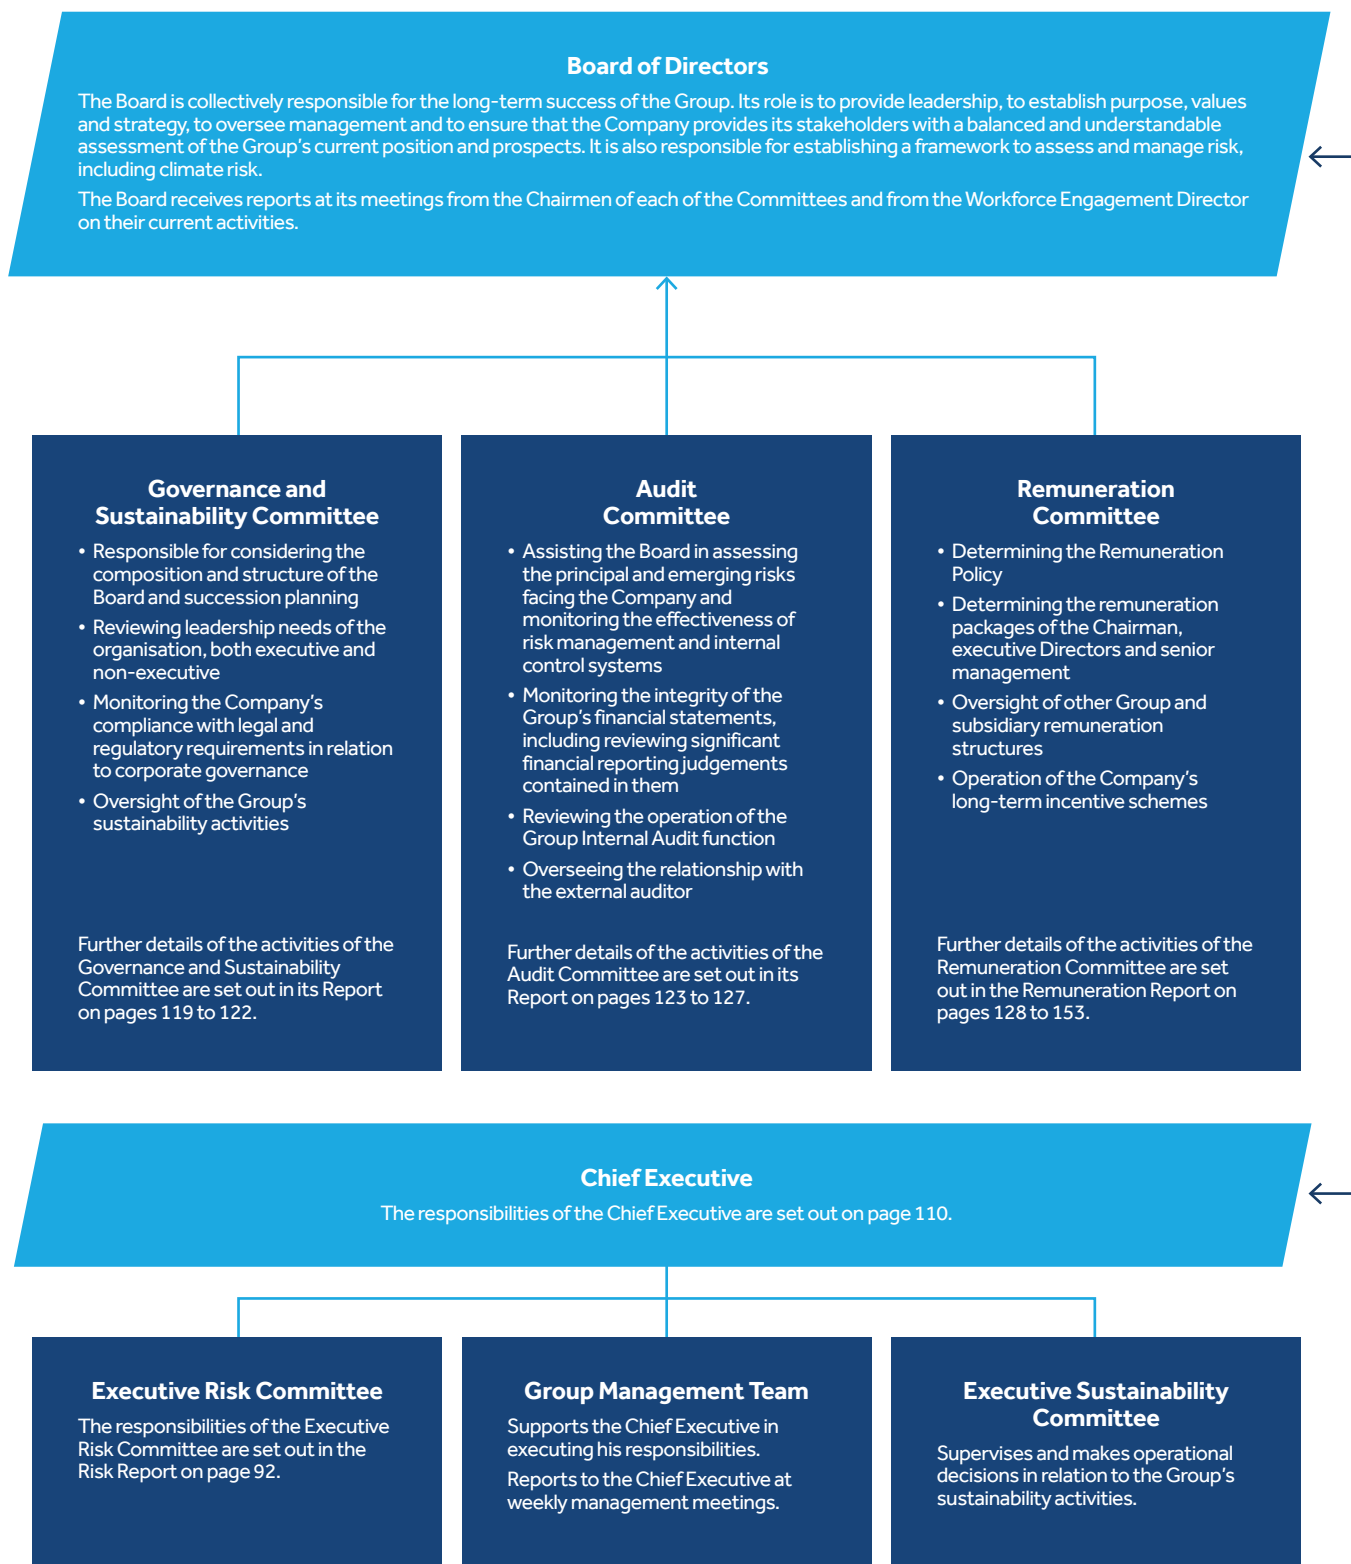 Board of Directors
The Board is collectively responsible for the long-term success of the Group. Its role is to provide leadership, to establish purpose, values
and strategy, to oversee management and to ensure that the Company provides its stakeholders with a balanced and understandable
assessment of the Group's current position and prospects. It is also responsible for establishing a framework to assess and manage risk,
including climate risk.
The Board receives reports at its meetings from the Chairmen of each of the Committees and from the Workforce Engagement Director
on their current activities.
Governance and
Sustainability Committee
• Responsible for considering the
composition and structure of the
Board and succession planning
• Reviewing leadership needs of the
organisation, both executive and
non-executive
• Monitoring the Company's
compliance with legal and
regulatory requirements in relation
to corporate governance
• Oversight of the Group's
sustainability activities
Further details of the activities of the
Governance and Sustainability
Committee are set out in its Report
on pages 119 to 122.
Audit
Committee
• Assisting the Board in assessing
the principal and emerging risks
facing the Company and
monitoring the effectiveness of
risk management and internal
control systems
• Monitoring the integrity of the
Group's financial statements,
including reviewing significant
financial reporting judgements
contained in them
• Reviewing the operation of the
Group Internal Audit function
• Overseeing the relationship with
the external auditor
Further details of the activities of the
Audit Committee are set out in its
Report on pages 123 to 127.
Remuneration
Committee
• Determining the Remuneration
Policy
• Determining the remuneration
packages of the Chairman,
executive Directors and senior
management
• Oversight of other Group and
subsidiary remuneration
structures
• Operation of the Company's
long-term incentive schemes
Further details of the activities of the
Remuneration Committee are set
out in the Remuneration Report on
pages 128 to 153.
Chief Executive
The responsibilities of the Chief Executive are set out on page 110.
Executive Risk Committee
The responsibilities of the Executive
Risk Committee are set out in the
Risk Report on page 92.
Group Management Team
Supports the Chief Executive in
executing his responsibilities.
Reports to the Chief Executive at
weekly management meetings.
Executive Sustainability
Committee
Supervises and makes operational
decisions in relation to the Group's
sustainability activities.